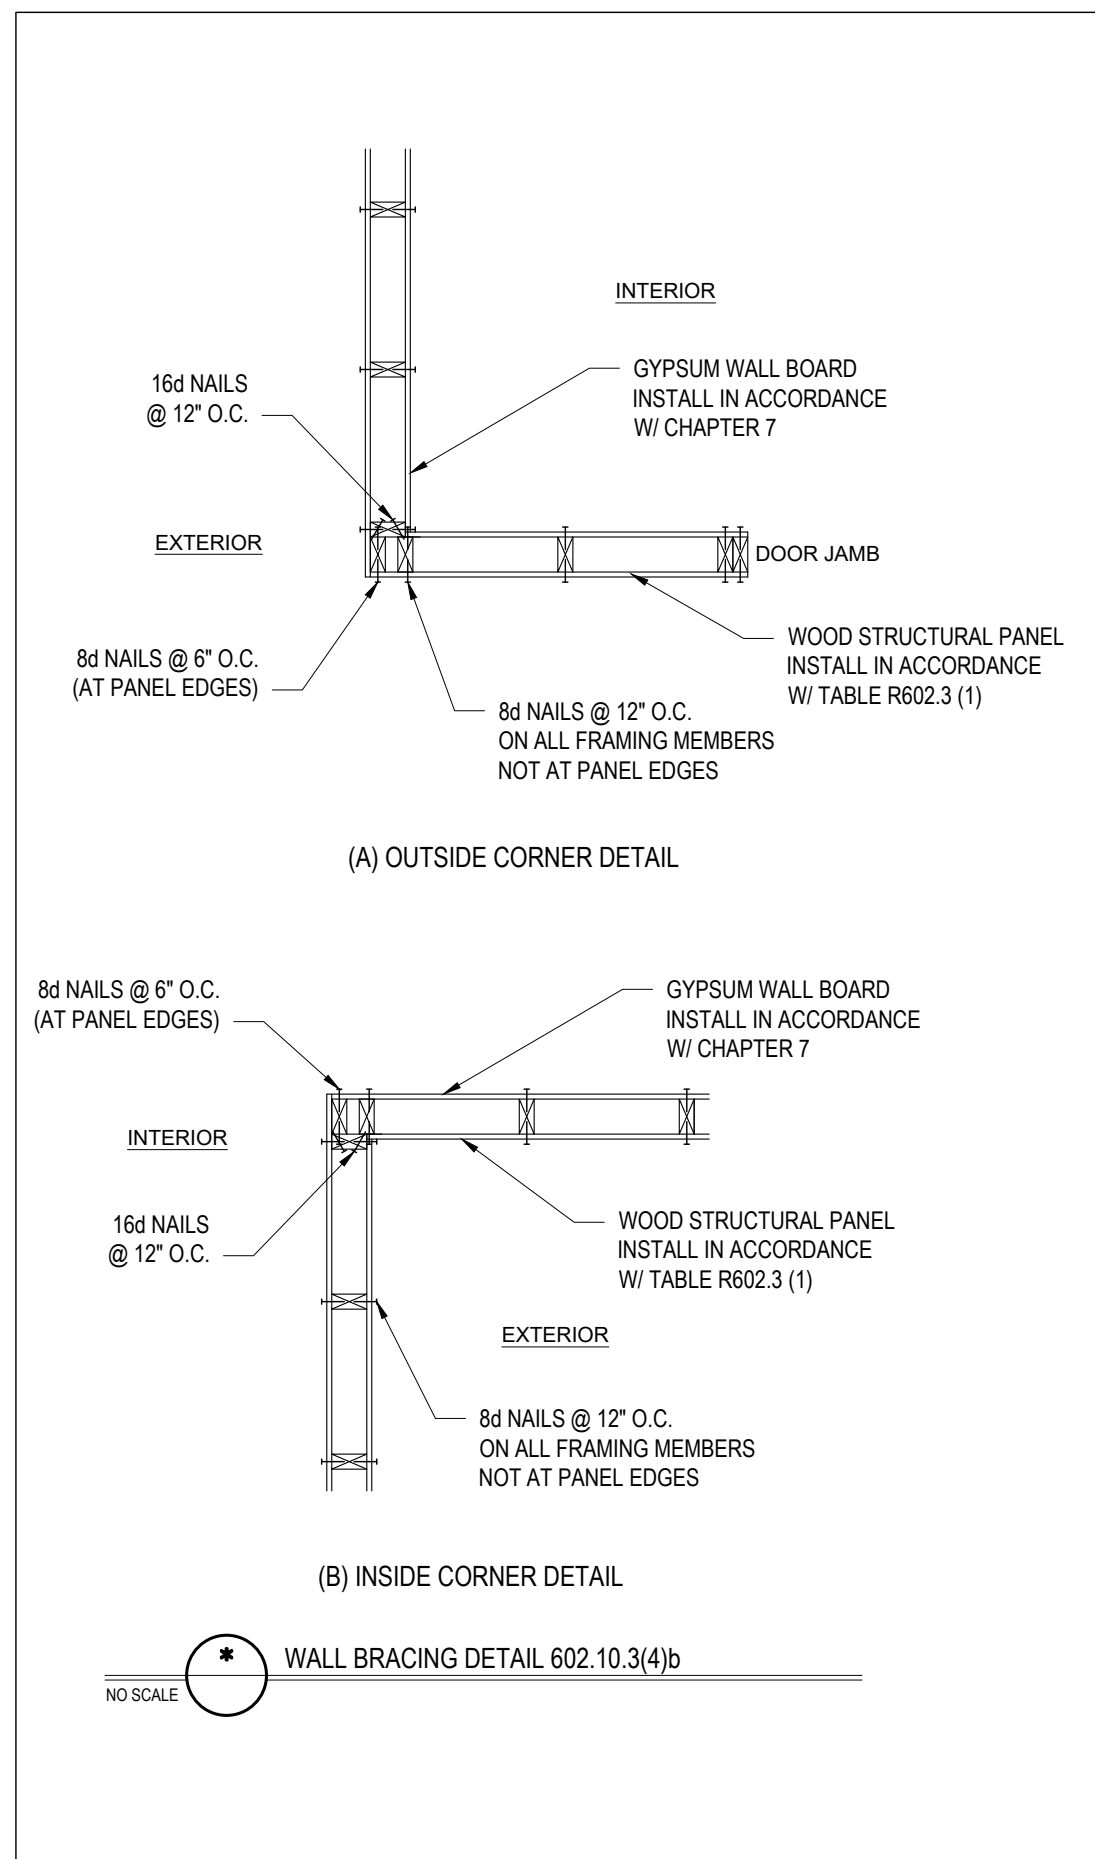 INTERIOR
GYPSUM WALL BOARD
INSTALL IN ACCORDANCE
W/ CHAPTER 7
16d NAILS
@ 12" O.C.
EXTERIOR
DOOR JAMB
8d NAILS @ 6" O.C.
(AT PANEL EDGES)
WOOD STRUCTURAL PANEL
INSTALL IN ACCORDANCE
W/ TABLE R602.3 (1)
8d NAILS @ 12" O.C.
ON ALL FRAMING MEMBERS
NOT AT PANEL EDGES
(A) OUTSIDE CORNER DETAIL
8d NAILS @ 6" O.C.
(AT PANEL EDGES)
GYPSUM WALL BOARD
INSTALL IN ACCORDANCE
W/ CHAPTER 7
INTERIOR
16d NAILS
@ 12" O.C.
WOOD STRUCTURAL PANEL
INSTALL IN ACCORDANCE
W/ TABLE R602.3 (1)
EXTERIOR
8d NAILS @ 12" O.C.
ON ALL FRAMING MEMBERS
NOT AT PANEL EDGES
(B) INSIDE CORNER DETAIL
*
WALL BRACING DETAIL 602.10.3(4)b
NO SCALE